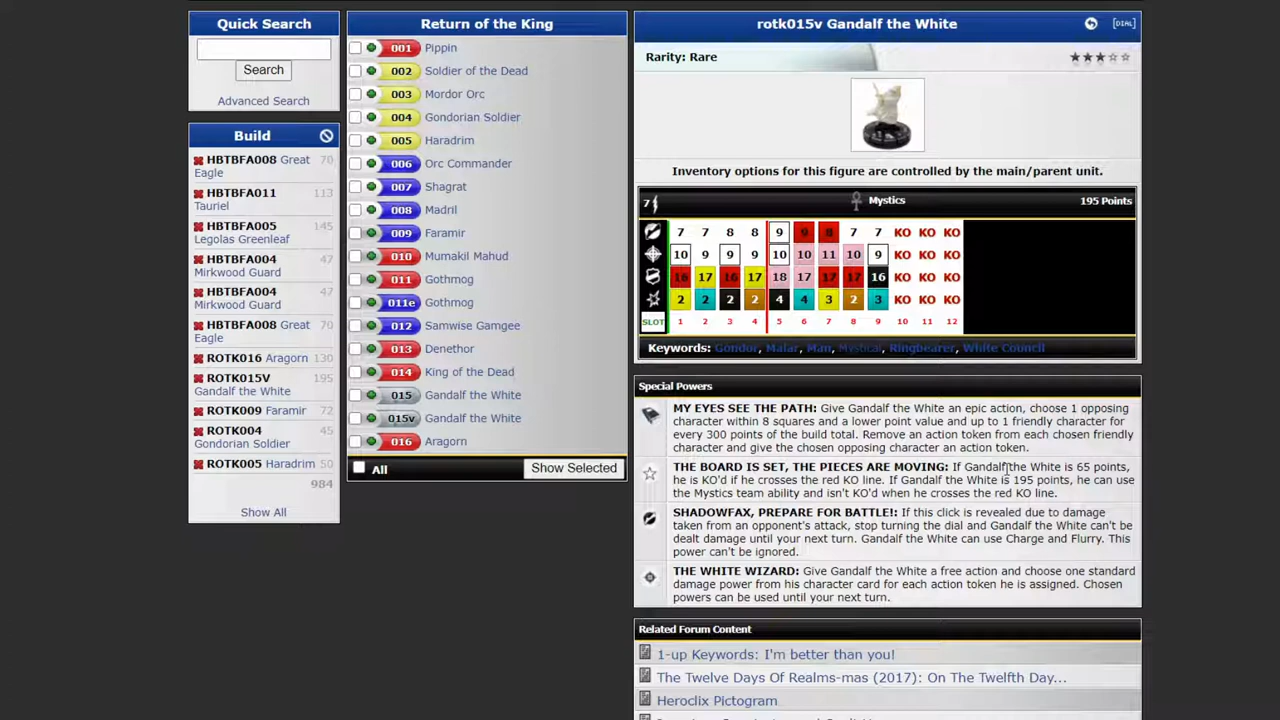 Quick Search
Search
Advanced Search
Build
HBTBFA008 Great Eagle 70
HBTBFA011 Tauriel 113
HBTBFA005 Legolas Greenleaf 145
HBTBFA004 Mirkwood Guard 47
HBTBFA004 Mirkwood Guard 47
HBTBFA008 Great Eagle 70
ROTK016 Aragorn 130
ROTK015V Gandalf the White 195
ROTK009 Faramir 72
ROTK004 Gondorian Soldier 45
ROTK005 Haradrim 50
984
Show All
Return of the King
001 Pippin
002 Soldier of the Dead
003 Mordor Orc
004 Gondorian Soldier
005 Haradrim
006 Orc Commander
007 Shagrat
008 Madril
009 Faramir
010 Mumakil Mahud
011 Gothmog
011e Gothmog
012 Samwise Gamgee
013 Denethor
014 King of the Dead
015 Gandalf the White
015v Gandalf the White
016 Aragorn
All Show Selected
rotk015v Gandalf the White [DIAL]
Rarity: Rare
Inventory options for this figure are controlled by the main/parent unit.
7 Mystics 195 Points
7 7 8 8 9 9 8 7 7 KO KO KO
10 9 9 9 10 10 11 10 9 KO KO KO
16 17 16 17 18 17 17 17 16 KO KO KO
2 2 2 2 4 4 3 2 3 KO KO KO
SLOT 1 2 3 4 5 6 7 8 9 10 11 12
Keywords: Gondor, Maiar, Man, Mystical, Ringbearer, White Council
Special Powers
MY EYES SEE THE PATH: Give Gandalf the White an epic action, choose 1 opposing
character within 8 squares and a lower point value and up to 1 friendly character for
every 300 points of the build total. Remove an action token from each chosen friendly
character and give the chosen opposing character an action token.
THE BOARD IS SET, THE PIECES ARE MOVING: If Gandalf the White is 65 points,
he is KO'd if he crosses the red KO line. If Gandalf the White is 195 points, he can use
the Mystics team ability and isn't KO'd when he crosses the red KO line.
SHADOWFAX, PREPARE FOR BATTLE!: If this click is revealed due to damage
taken from an opponent's attack, stop turning the dial and Gandalf the White can't be
dealt damage until your next turn. Gandalf the White can use Charge and Flurry. This
power can't be ignored.
THE WHITE WIZARD: Give Gandalf the White a free action and choose one standard
damage power from his character card for each action token he is assigned. Chosen
powers can be used until your next turn.
Related Forum Content
1-up Keywords: I'm better than you!
The Twelve Days Of Realms-mas (2017): On The Twelfth Day...
Heroclix Pictogram